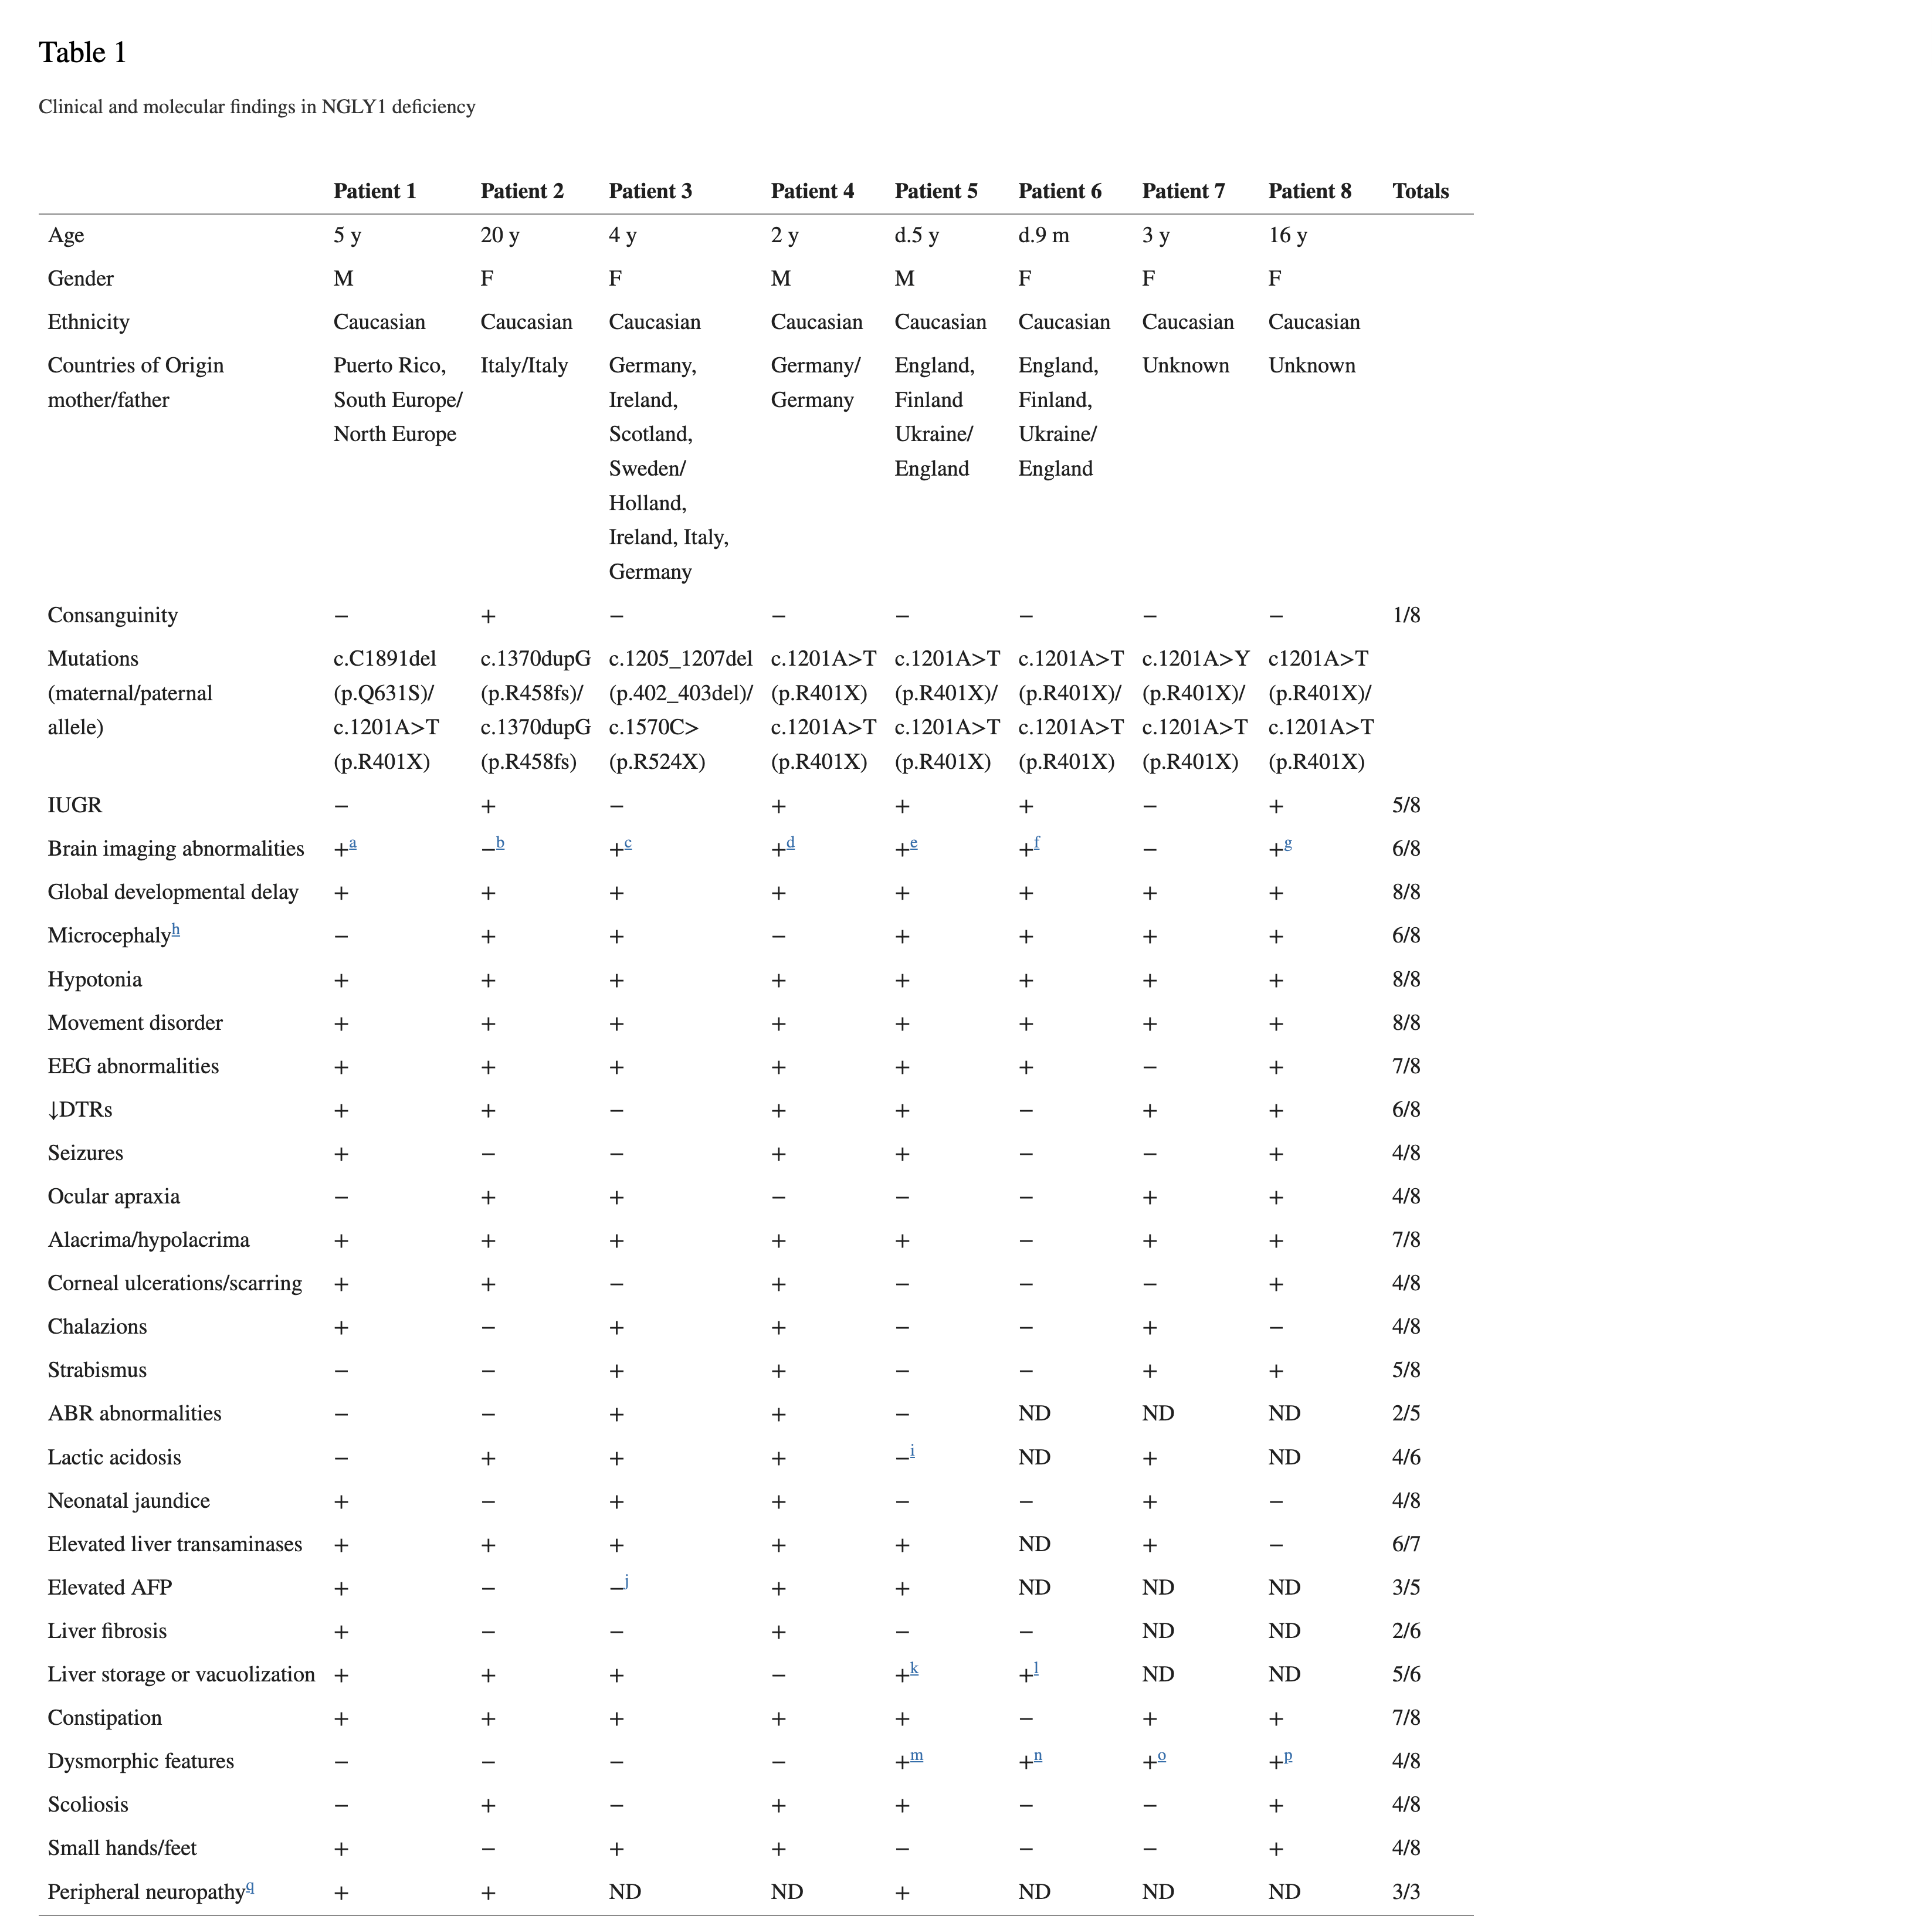 Table 1
Clinical and molecular findings in NGLY1 deficiency
Patient 1 Patient 2 Patient 3 Patient 4 Patient 5 Patient 6 Patient 7 Patient 8 Totals
Age 5 y 20 y 4 y 2 y d.5 y d.9 m 3 y 16 y
Gender M F F M M F F F
Ethnicity Caucasian Caucasian Caucasian Caucasian Caucasian Caucasian Caucasian Caucasian
Countries of Origin Puerto Rico, Italy/Italy Germany, Germany/ England, England, Unknown Unknown
mother/father South Europe/ Ireland, Germany Finland Finland,
North Europe Scotland, Ukraine/ Ukraine/
Sweden/ England England
Holland,
Ireland, Italy,
Germany
Consanguinity − + − − − − − − 1/8
Mutations c.C1891del c.1370dupG c.1205_1207del c.1201A>T c.1201A>T c.1201A>T c.1201A>Y c1201A>T
(maternal/paternal (p.Q631S)/ (p.R458fs)/ (p.402_403del)/ (p.R401X) (p.R401X)/ (p.R401X)/ (p.R401X)/ (p.R401X)/
allele) c.1201A>T c.1370dupG c.1570C> c.1201A>T c.1201A>T c.1201A>T c.1201A>T c.1201A>T
(p.R401X) (p.R458fs) (p.R524X) (p.R401X) (p.R401X) (p.R401X) (p.R401X) (p.R401X)
IUGR − + − + + + − + 5/8
Brain imaging abnormalities +a −b +c +d +e +f − +g 6/8
Global developmental delay + + + + + + + + 8/8
Microcephalyh − + + − + + + + 6/8
Hypotonia + + + + + + + + 8/8
Movement disorder + + + + + + + + 8/8
EEG abnormalities + + + + + + − + 7/8
↓DTRs + + − + + − + + 6/8
Seizures + − − + + − − + 4/8
Ocular apraxia − + + − − − + + 4/8
Alacrima/hypolacrima + + + + + − + + 7/8
Corneal ulcerations/scarring + + − + − − − + 4/8
Chalazions + − + + − − + − 4/8
Strabismus − − + + − − + + 5/8
ABR abnormalities − − + + − ND ND ND 2/5
Lactic acidosis − + + + −i ND + ND 4/6
Neonatal jaundice + − + + − − + − 4/8
Elevated liver transaminases + + + + + ND + − 6/7
Elevated AFP + − −j + + ND ND ND 3/5
Liver fibrosis + − − + − − ND ND 2/6
Liver storage or vacuolization + + + − +k +l ND ND 5/6
Constipation + + + + + − + + 7/8
Dysmorphic features − − − − +m +n +o +p 4/8
Scoliosis − + − + + − − + 4/8
Small hands/feet + − + + − − − + 4/8
Peripheral neuropathyq + + ND ND + ND ND ND 3/3